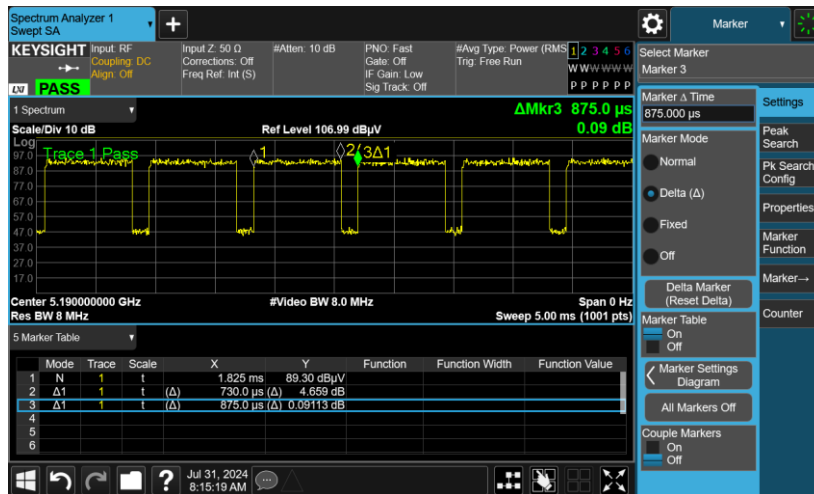 Spectrum Analyzer 1
Swept SA
Marker
KEYSIGHT
Input: RF
Coupling: DC
Align: Off
Input Z: 50 Ω
Corrections: Off
Freq Ref: Int (S)
#Atten: 10 dB
PNO: Fast
Gate: Off
IF Gain: Low
Sig Track: Off
#Avg Type: Power (RMS
Trig: Free Run
1 2 3 4 5 6
W W W W W W
P P P P P P
LXI PASS
1 Spectrum
ΔMkr3 875.0 µs
0.09 dB
Scale/Div 10 dB
Ref Level 106.99 dBµV
Log
Trace 1 Pass
1
2
3Δ1
97.0
87.0
77.0
67.0
57.0
47.0
37.0
27.0
17.0
Center 5.190000000 GHz
#Video BW 8.0 MHz
Span 0 Hz
Res BW 8 MHz
Sweep 5.00 ms (1001 pts)
5 Marker Table
Mode Trace Scale X Y Function Function Width Function Value
1 N 1 t 1.825 ms 89.30 dBµV
2 Δ1 1 t (Δ) 730.0 µs (Δ) 4.659 dB
3 Δ1 1 t (Δ) 875.0 µs (Δ) 0.09113 dB
4
5
6
Jul 31, 2024
8:15:19 AM
Select Marker
Marker 3
Marker Δ Time
875.000 µs
Marker Mode
Normal
Delta (Δ)
Fixed
Off
Delta Marker
(Reset Delta)
Marker Table
On
Off
Marker Settings
Diagram
All Markers Off
Couple Markers
On
Off
Settings
Peak
Search
Pk Search
Config
Properties
Marker
Function
Marker→
Counter